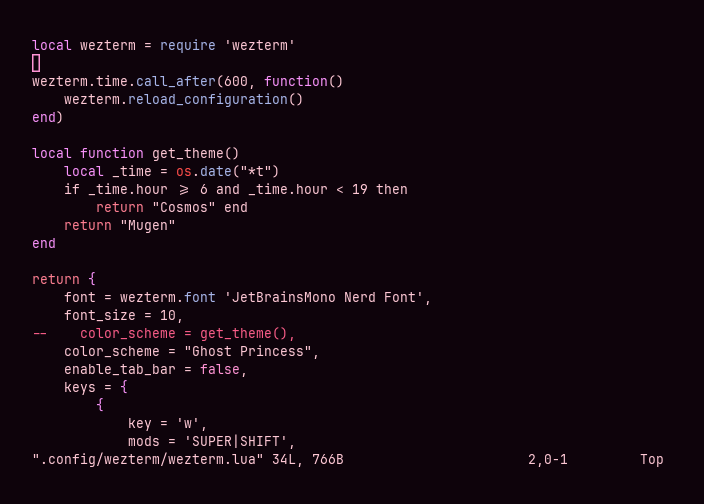 local wezterm = require 'wezterm'

wezterm.time.call_after(600, function()
    wezterm.reload_configuration()
end)

local function get_theme()
    local _time = os.date("*t")
    if _time.hour >= 6 and _time.hour < 19 then
        return "Cosmos" end
    return "Mugen"
end

return {
    font = wezterm.font 'JetBrainsMono Nerd Font',
    font_size = 10,
--    color_scheme = get_theme(),
    color_scheme = "Ghost Princess",
    enable_tab_bar = false,
    keys = {
        {
            key = 'w',
            mods = 'SUPER|SHIFT',
".config/wezterm/wezterm.lua" 34L, 766B                       2,0-1         Top